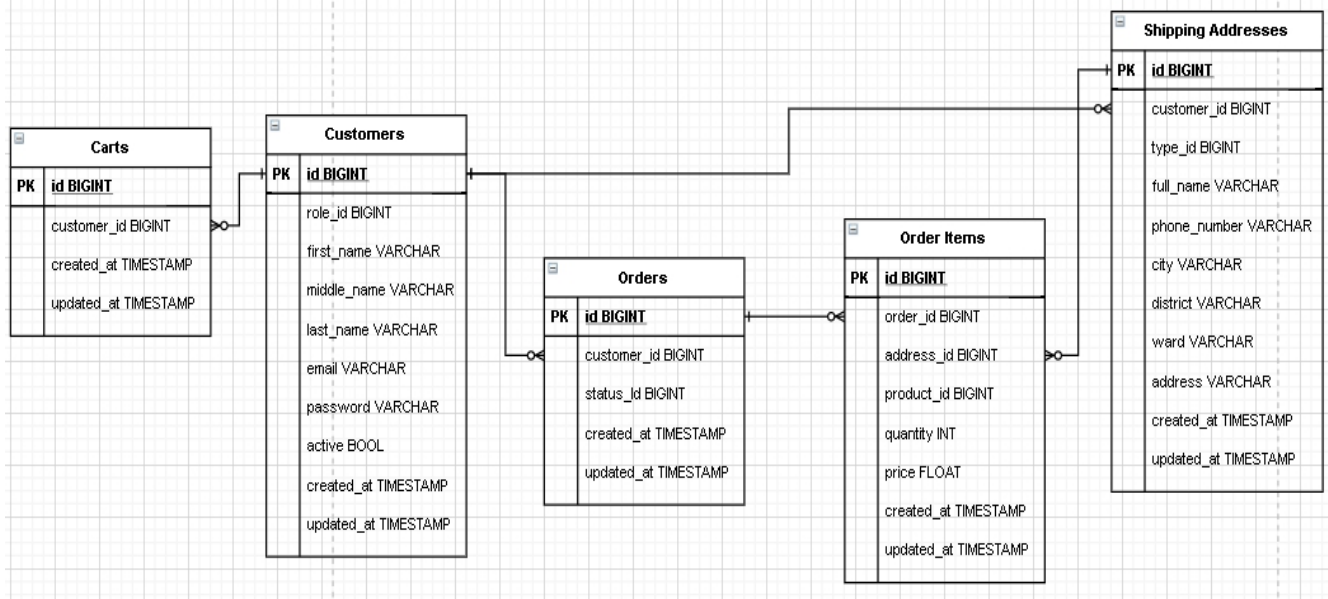 Carts
PK id BIGINT
customer_id BIGINT
created_at TIMESTAMP
updated_at TIMESTAMP
Customers
PK id BIGINT
role_id BIGINT
first_name VARCHAR
middle_name VARCHAR
last_name VARCHAR
email VARCHAR
password VARCHAR
active BOOL
created_at TIMESTAMP
updated_at TIMESTAMP
Orders
PK id BIGINT
customer_id BIGINT
status_Id BIGINT
created_at TIMESTAMP
updated_at TIMESTAMP
Order Items
PK id BIGINT
order_id BIGINT
address_id BIGINT
product_id BIGINT
quantity INT
price FLOAT
created_at TIMESTAMP
updated_at TIMESTAMP
Shipping Addresses
PK id BIGINT
customer_id BIGINT
type_id BIGINT
full_name VARCHAR
phone_number VARCHAR
city VARCHAR
district VARCHAR
ward VARCHAR
address VARCHAR
created_at TIMESTAMP
updated_at TIMESTAMP